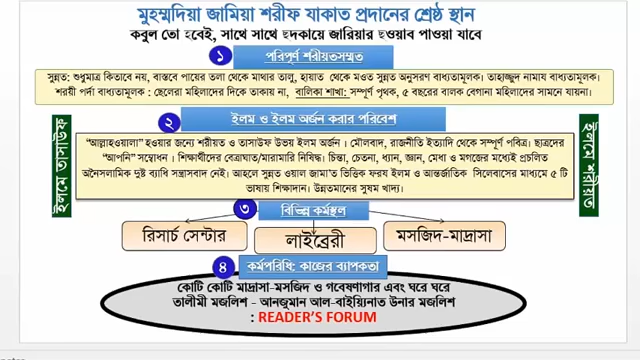 মুহম্মদিয়া জামিয়া শরীফ যাকাত প্রদানের শ্রেষ্ঠ স্থান
কবুল তো হবেই, সাথে সাথে ছদকায়ে জারিয়ার ছওয়াব পাওয়া যাবে
১ পরিপূর্ণ শরীয়তসম্মত
সুন্নত: শুধুমাত্র কিতাবে নয়, বাস্তবে পায়ের তলা থেকে মাথার তালু, হায়াত থেকে মওত সুন্নত অনুসরণ বাধ্যতামূলক। তাহাজ্জুদ নামায বাধ্যতামূলক।
শরয়ী পর্দা বাধ্যতামূলক : ছেলেরা মহিলাদের দিকে তাকায় না, বালিকা শাখা: সম্পূর্ণ পৃথক, ৫ বছরের বালক বেগানা মহিলাদের সামনে যায়না।
২ ইলম ও ইলম অর্জন করার পরিবেশ
“আল্লাহওয়ালা” হওয়ার জন্যে শরীয়ত ও তাসাউফ উভয় ইলম অর্জন । মৌলবাদ, রাজনীতি ইত্যাদি থেকে সম্পূর্ণ পবিত্র। ছাত্রদের
“আপনি” সম্বোধন । শিক্ষার্থীদের বেত্রাঘাত/মারামারি নিষিদ্ধ। চিন্তা, চেতনা, ধ্যান, জ্ঞান, মেধা ও মগজের মধ্যেই প্রচলিত
অনৈসলামিক দুষ্ট ব্যাধি সন্ত্রাসবাদ নেই। আহলে সুন্নত ওয়াল জামা'ত ভিত্তিক ফরয ইলম ও আন্তর্জাতিক সিলেবাসের মাধ্যমে ৫ টি
ভাষায় শিক্ষাদান। উন্নতমানের সুষম খাদ্য।
ইলমে তাসাউফ
ইলমে শরীয়াত
৩ বিভিন্ন কর্মস্থল
রিসার্চ সেন্টার
লাইব্রেরী
মসজিদ-মাদ্রাসা
৪ কর্মপরিধি: কাজের ব্যাপকতা
কোটি কোটি মাদ্রাসা-মসজিদ ও গবেষণাগার এবং ঘরে ঘরে
তালীমী মজলিশ - আনজুমান আল-বাইয়্যিনাত উনার মজলিশ
: READER’S FORUM